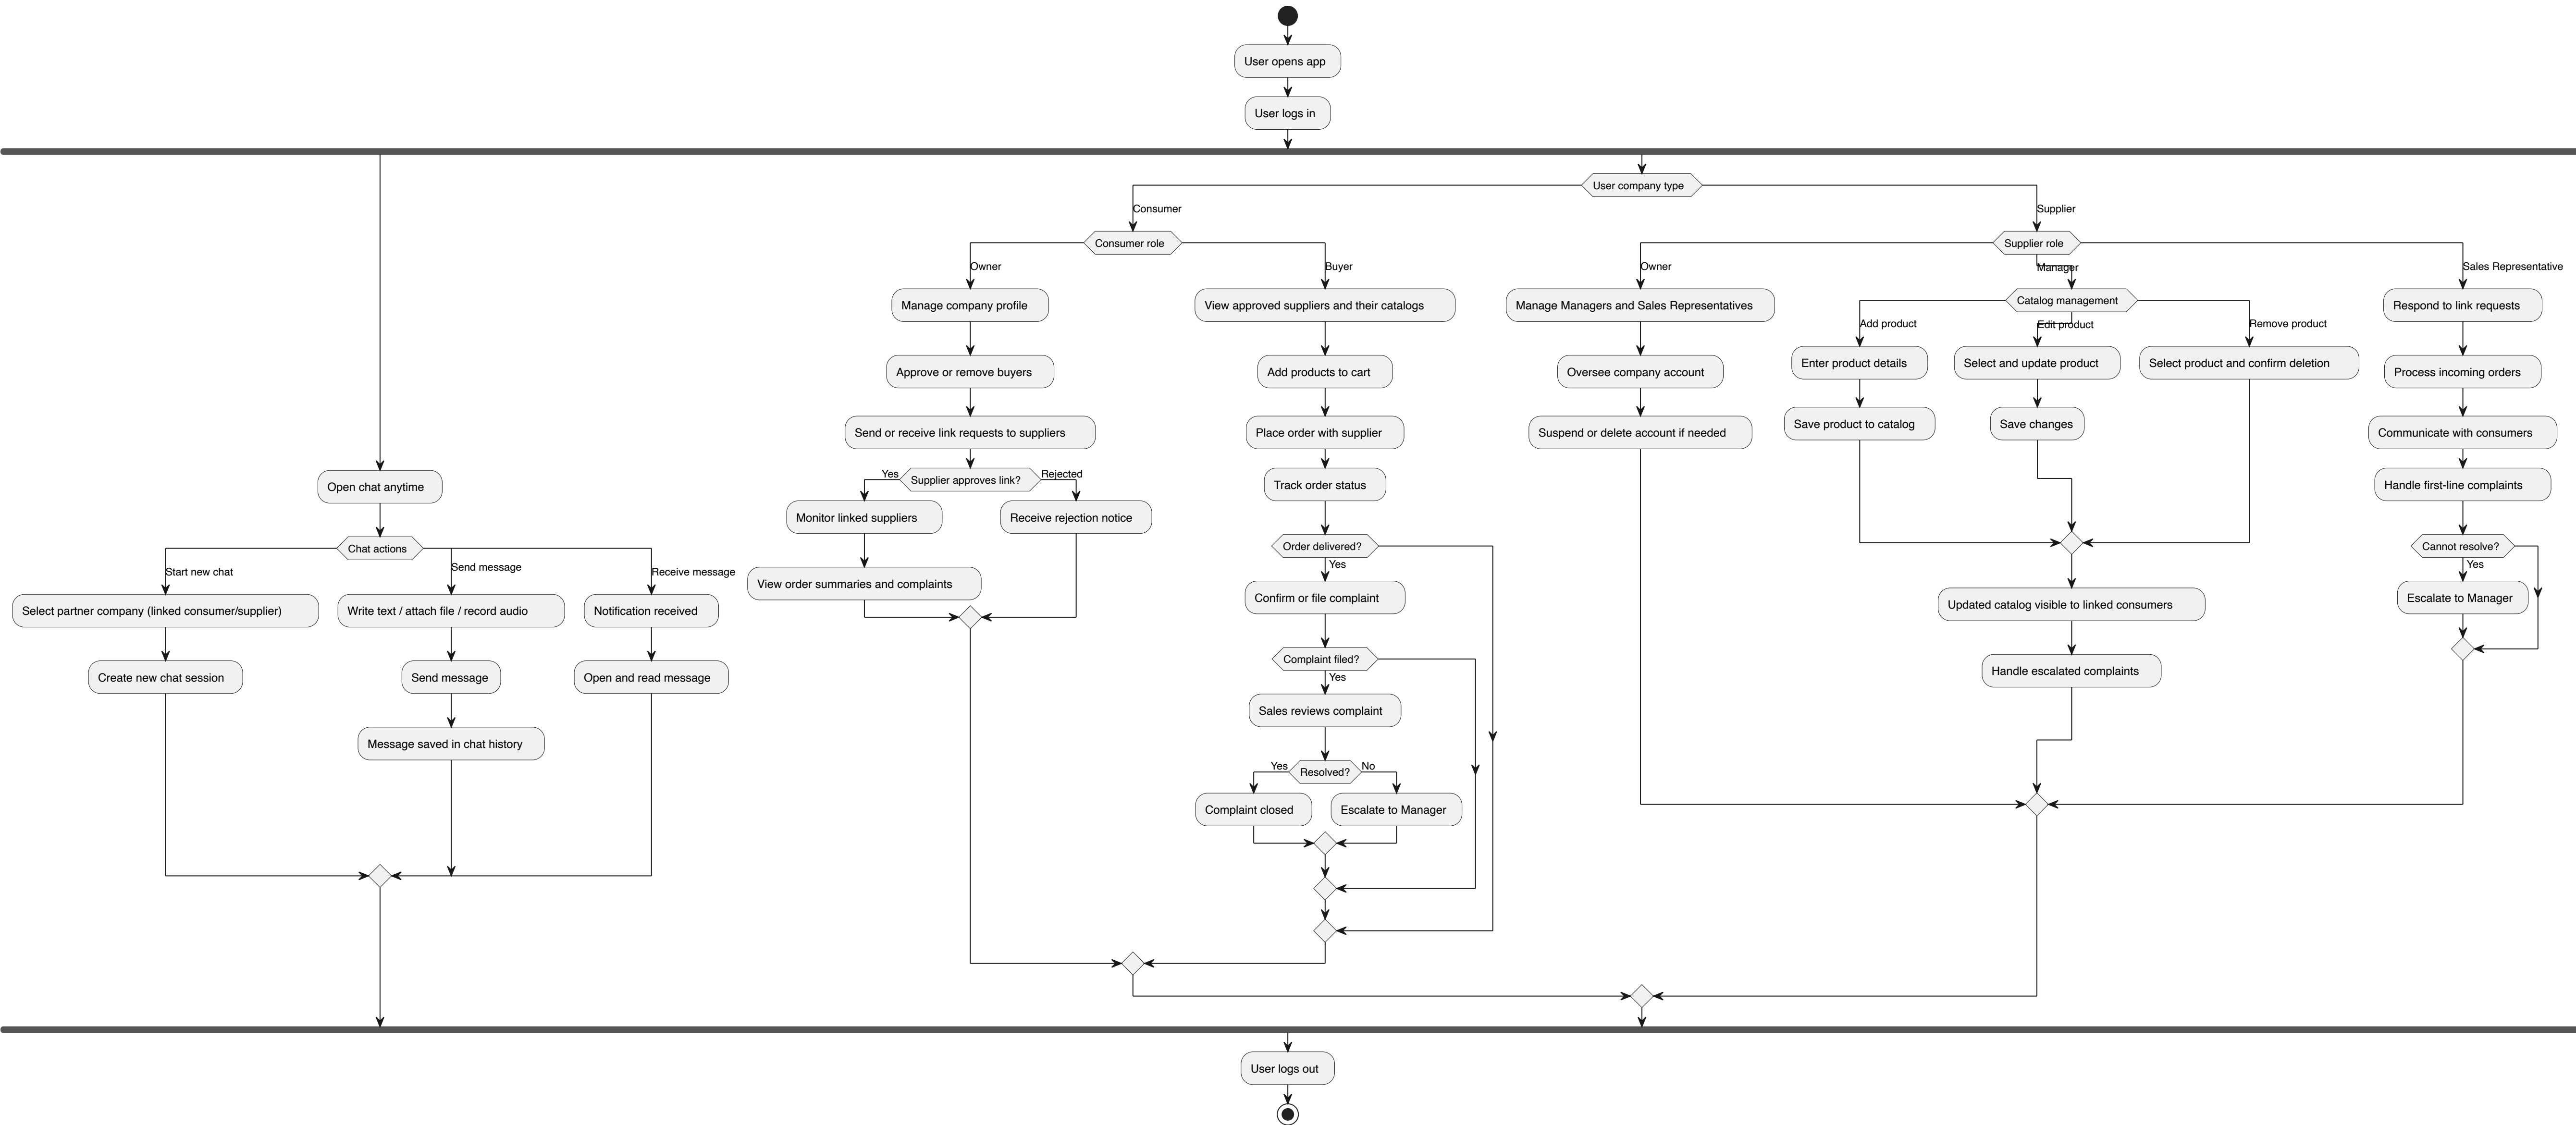 User opens app
User logs in
User company type
Consumer
Supplier
Consumer role
Supplier role
Owner
Buyer
Owner
Manager
Sales Representative
Manage company profile
View approved suppliers and their catalogs
Manage Managers and Sales Representatives
Catalog management
Respond to link requests
Add product
Edit product
Remove product
Approve or remove buyers
Add products to cart
Oversee company account
Enter product details
Select and update product
Select product and confirm deletion
Process incoming orders
Send or receive link requests to suppliers
Place order with supplier
Suspend or delete account if needed
Save product to catalog
Save changes
Communicate with consumers
Yes
Supplier approves link?
Rejected
Open chat anytime
Track order status
Handle first-line complaints
Monitor linked suppliers
Receive rejection notice
Chat actions
Order delivered?
Cannot resolve?
Start new chat
Send message
Receive message
Yes
Yes
View order summaries and complaints
Confirm or file complaint
Updated catalog visible to linked consumers
Escalate to Manager
Select partner company (linked consumer/supplier)
Write text / attach file / record audio
Notification received
Complaint filed?
Yes
Handle escalated complaints
Create new chat session
Send message
Open and read message
Sales reviews complaint
Message saved in chat history
Yes
Resolved?
No
Complaint closed
Escalate to Manager
User logs out